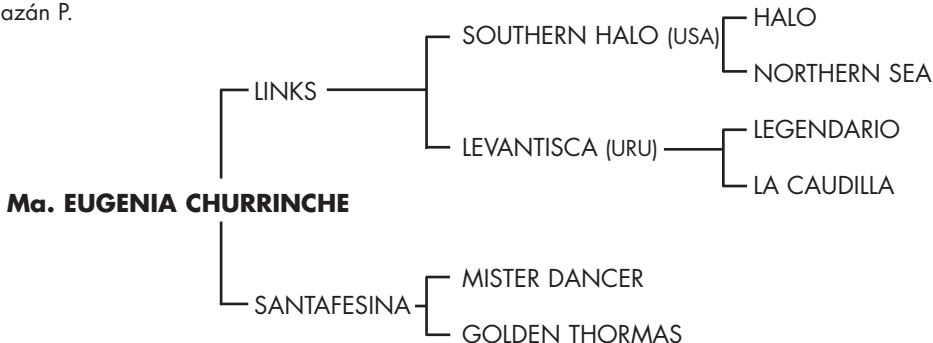 azán P.
HALO
SOUTHERN HALO (USA)
NORTHERN SEA
LINKS
LEGENDARIO
LEVANTISCA (URU)
LA CAUDILLA
Ma. EUGENIA CHURRINCHE
MISTER DANCER
SANTAFESINA
GOLDEN THORMAS